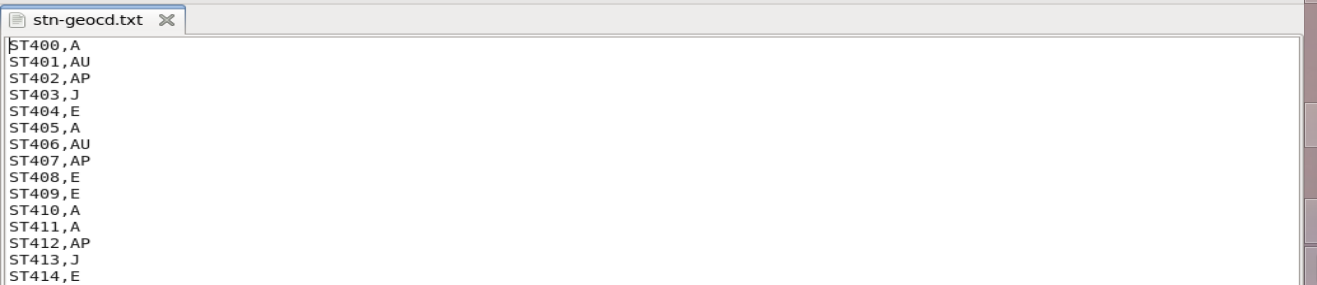 stn-geocd.txt
ST400,A
ST401,AU
ST402,AP
ST403,J
ST404,E
ST405,A
ST406,AU
ST407,AP
ST408,E
ST409,E
ST410,A
ST411,A
ST412,AP
ST413,J
ST414,E